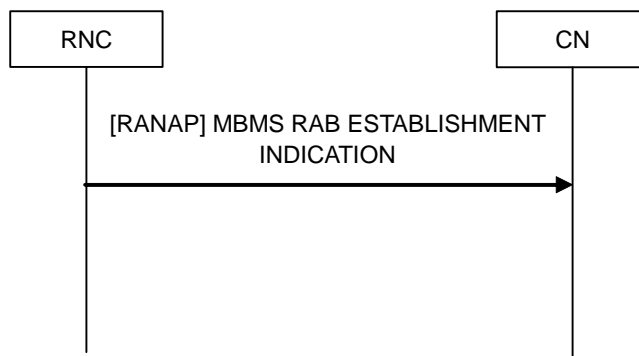 RNC
CN
[RANAP] MBMS RAB ESTABLISHMENT
INDICATION